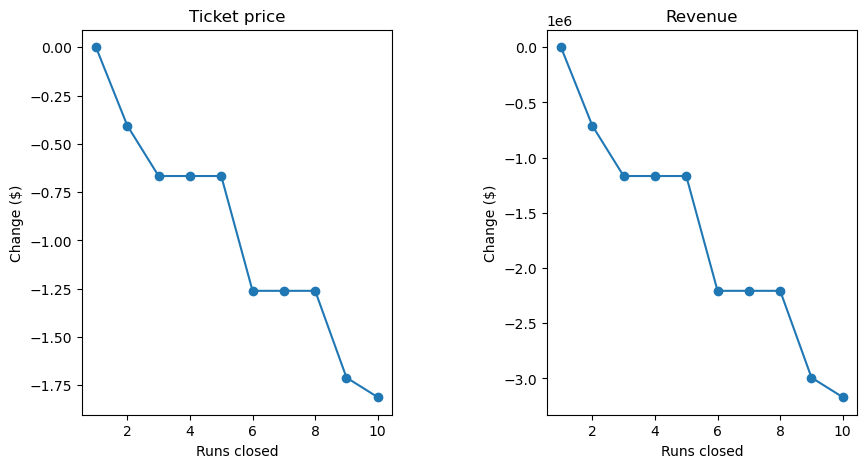 Ticket price
0.00
−0.25
−0.50
−0.75
−1.00
−1.25
−1.50
−1.75
Change ($)
2 4 6 8 10
Runs closed
Revenue
1e6
0.0
−0.5
−1.0
−1.5
−2.0
−2.5
−3.0
Change ($)
2 4 6 8 10
Runs closed